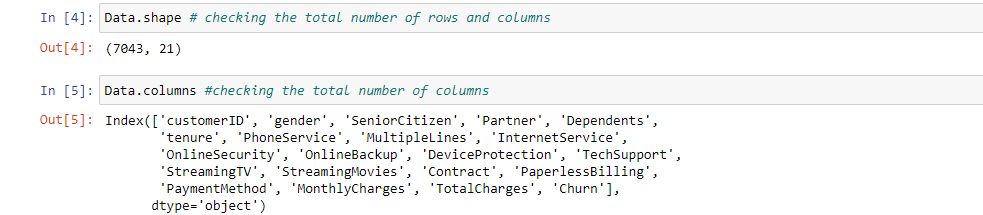 In [4]: Data.shape # checking the total number of rows and columns
Out[4]: (7043, 21)
In [5]: Data.columns #checking the total number of columns
Out[5]: Index(['customerID', 'gender', 'SeniorCitizen', 'Partner', 'Dependents',
'tenure', 'PhoneService', 'MultipleLines', 'InternetService',
'OnlineSecurity', 'OnlineBackup', 'DeviceProtection', 'TechSupport',
'StreamingTV', 'StreamingMovies', 'Contract', 'PaperlessBilling',
'PaymentMethod', 'MonthlyCharges', 'TotalCharges', 'Churn'],
dtype='object')